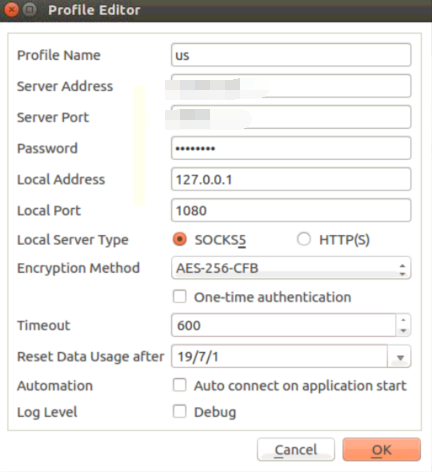 Profile Editor
Profile Name us
Server Address
Server Port
Password ••••••••
Local Address 127.0.0.1
Local Port 1080
Local Server Type SOCKS5 HTTP(S)
Encryption Method AES-256-CFB
One-time authentication
Timeout 600
Reset Data Usage after 19/7/1
Automation Auto connect on application start
Log Level Debug
Cancel OK